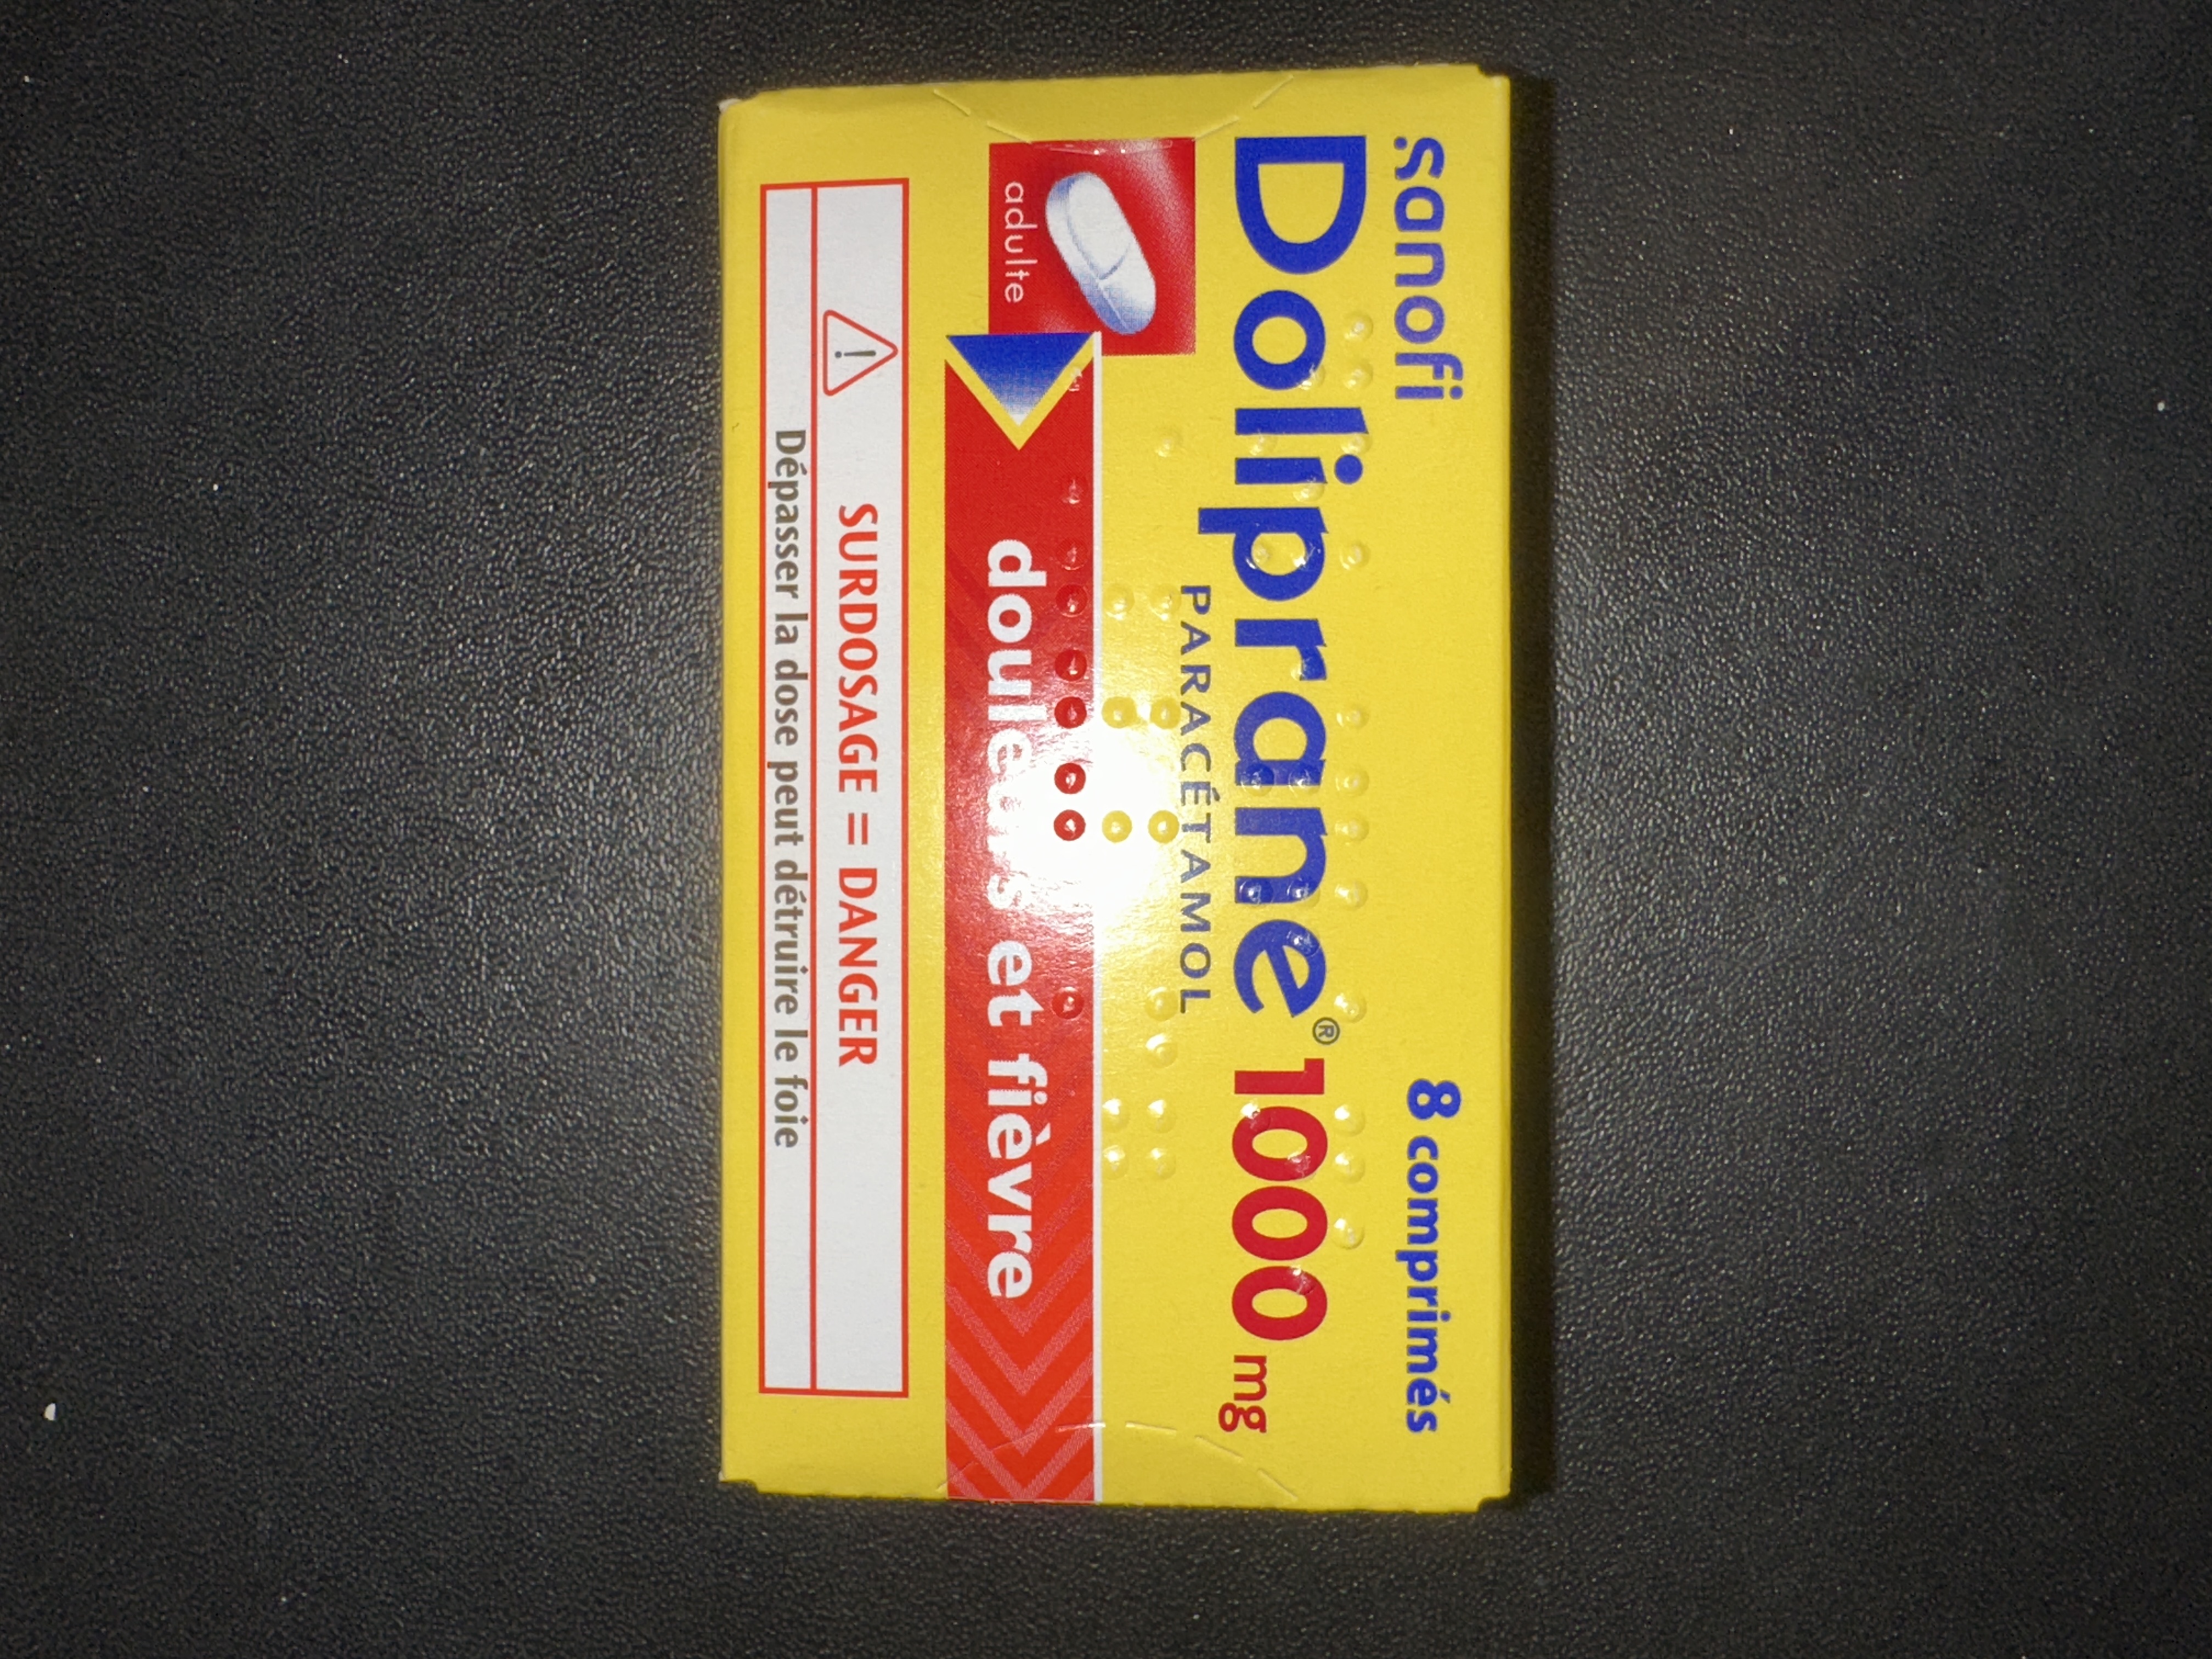 sanofi
8 comprimés
Doliprane® 1000 mg
PARACÉTAMOL
adulte
douleurs et fièvre
SURDOSAGE = DANGER
Dépasser la dose peut détruire le foie